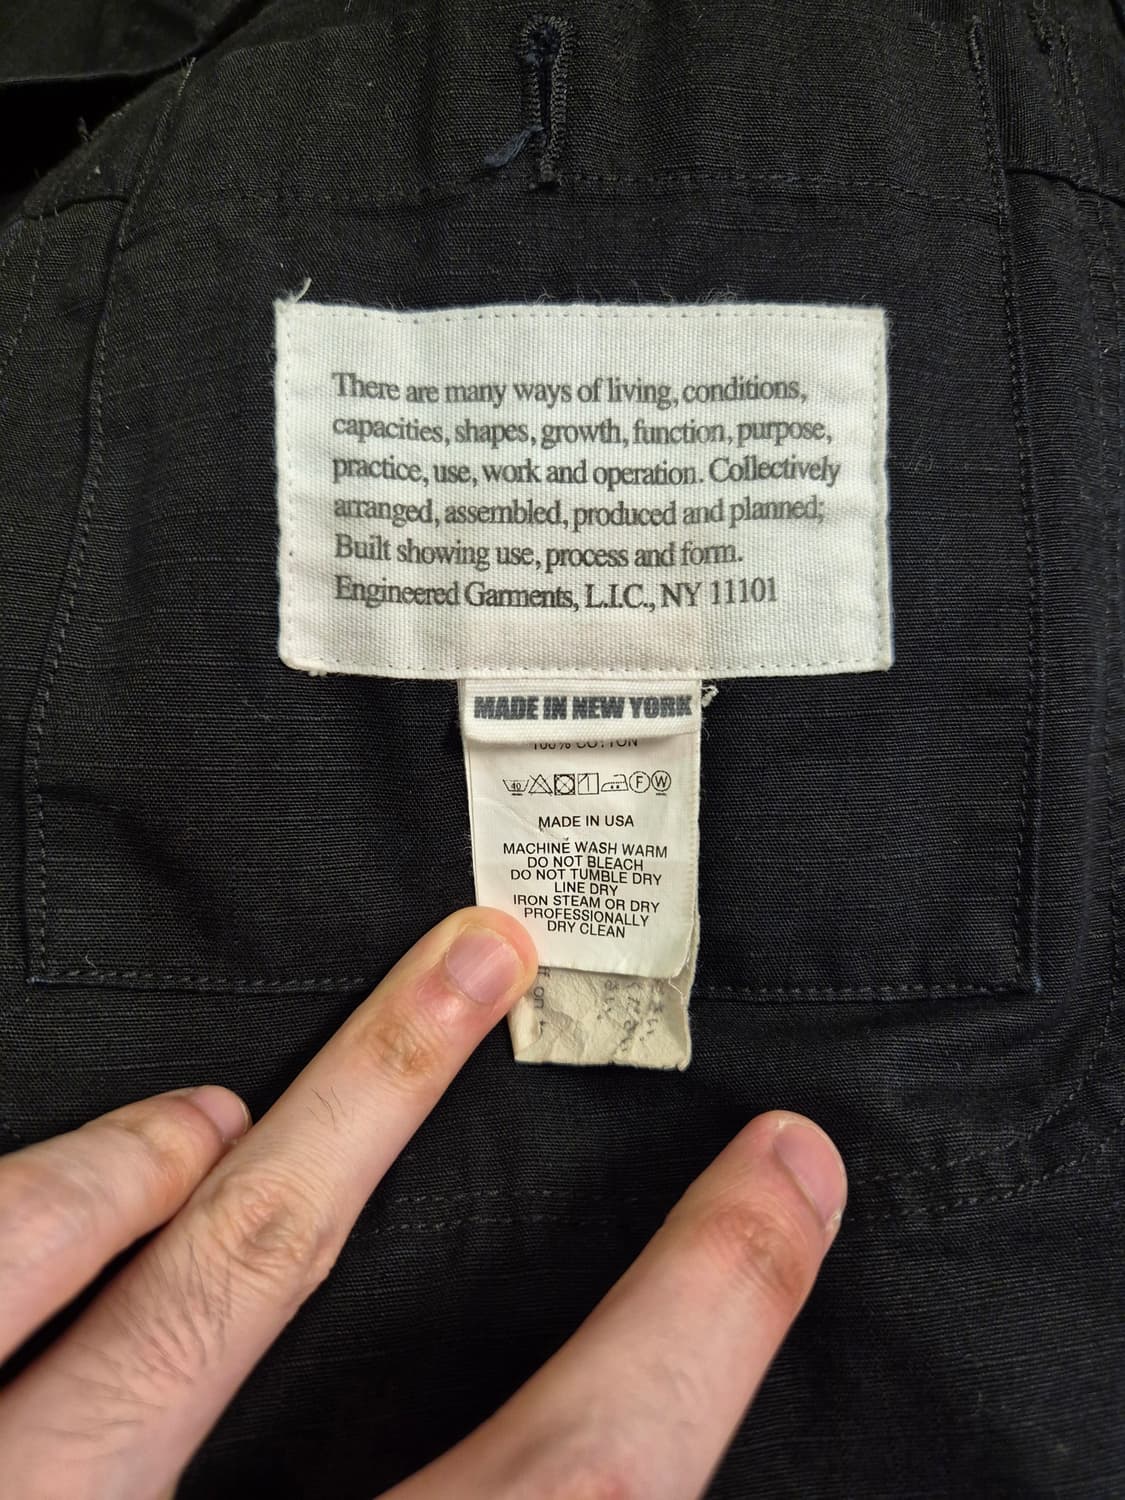 There are many ways of living, conditions,
capacities, shapes, growth, function, purpose,
practice, use, work and operation. Collectively
arranged, assembled, produced and planned;
Built showing use, process and form.
Engineered Garments, L.I.C., NY 11101
MADE IN NEW YORK
100% COTTON
40 F W
MADE IN USA
MACHINE WASH WARM
DO NOT BLEACH
DO NOT TUMBLE DRY
LINE DRY
IRON STEAM OR DRY
PROFESSIONALLY
DRY CLEAN